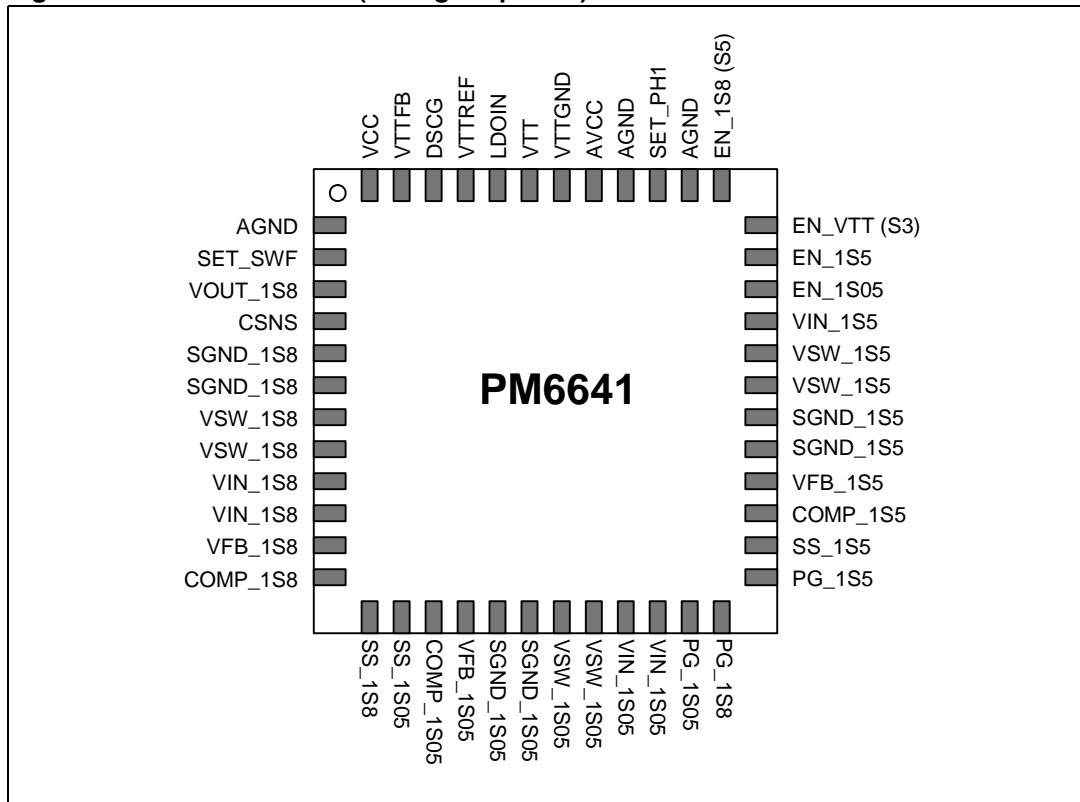 VCC
VTTFB
DSCG
VTTREF
LDOIN
VTT
VTTGND
AVCC
AGND
SET_PH1
AGND
EN_1S8 (S5)
AGND
SET_SWF
VOUT_1S8
CSNS
SGND_1S8
SGND_1S8
VSW_1S8
VSW_1S8
VIN_1S8
VIN_1S8
VFB_1S8
COMP_1S8
PM6641
EN_VTT (S3)
EN_1S5
EN_1S05
VIN_1S5
VSW_1S5
VSW_1S5
SGND_1S5
SGND_1S5
VFB_1S5
COMP_1S5
SS_1S5
PG_1S5
SS_1S8
SS_1S05
COMP_1S05
VFB_1S05
SGND_1S05
SGND_1S05
VSW_1S05
VSW_1S05
VIN_1S05
VIN_1S05
PG_1S05
PG_1S8